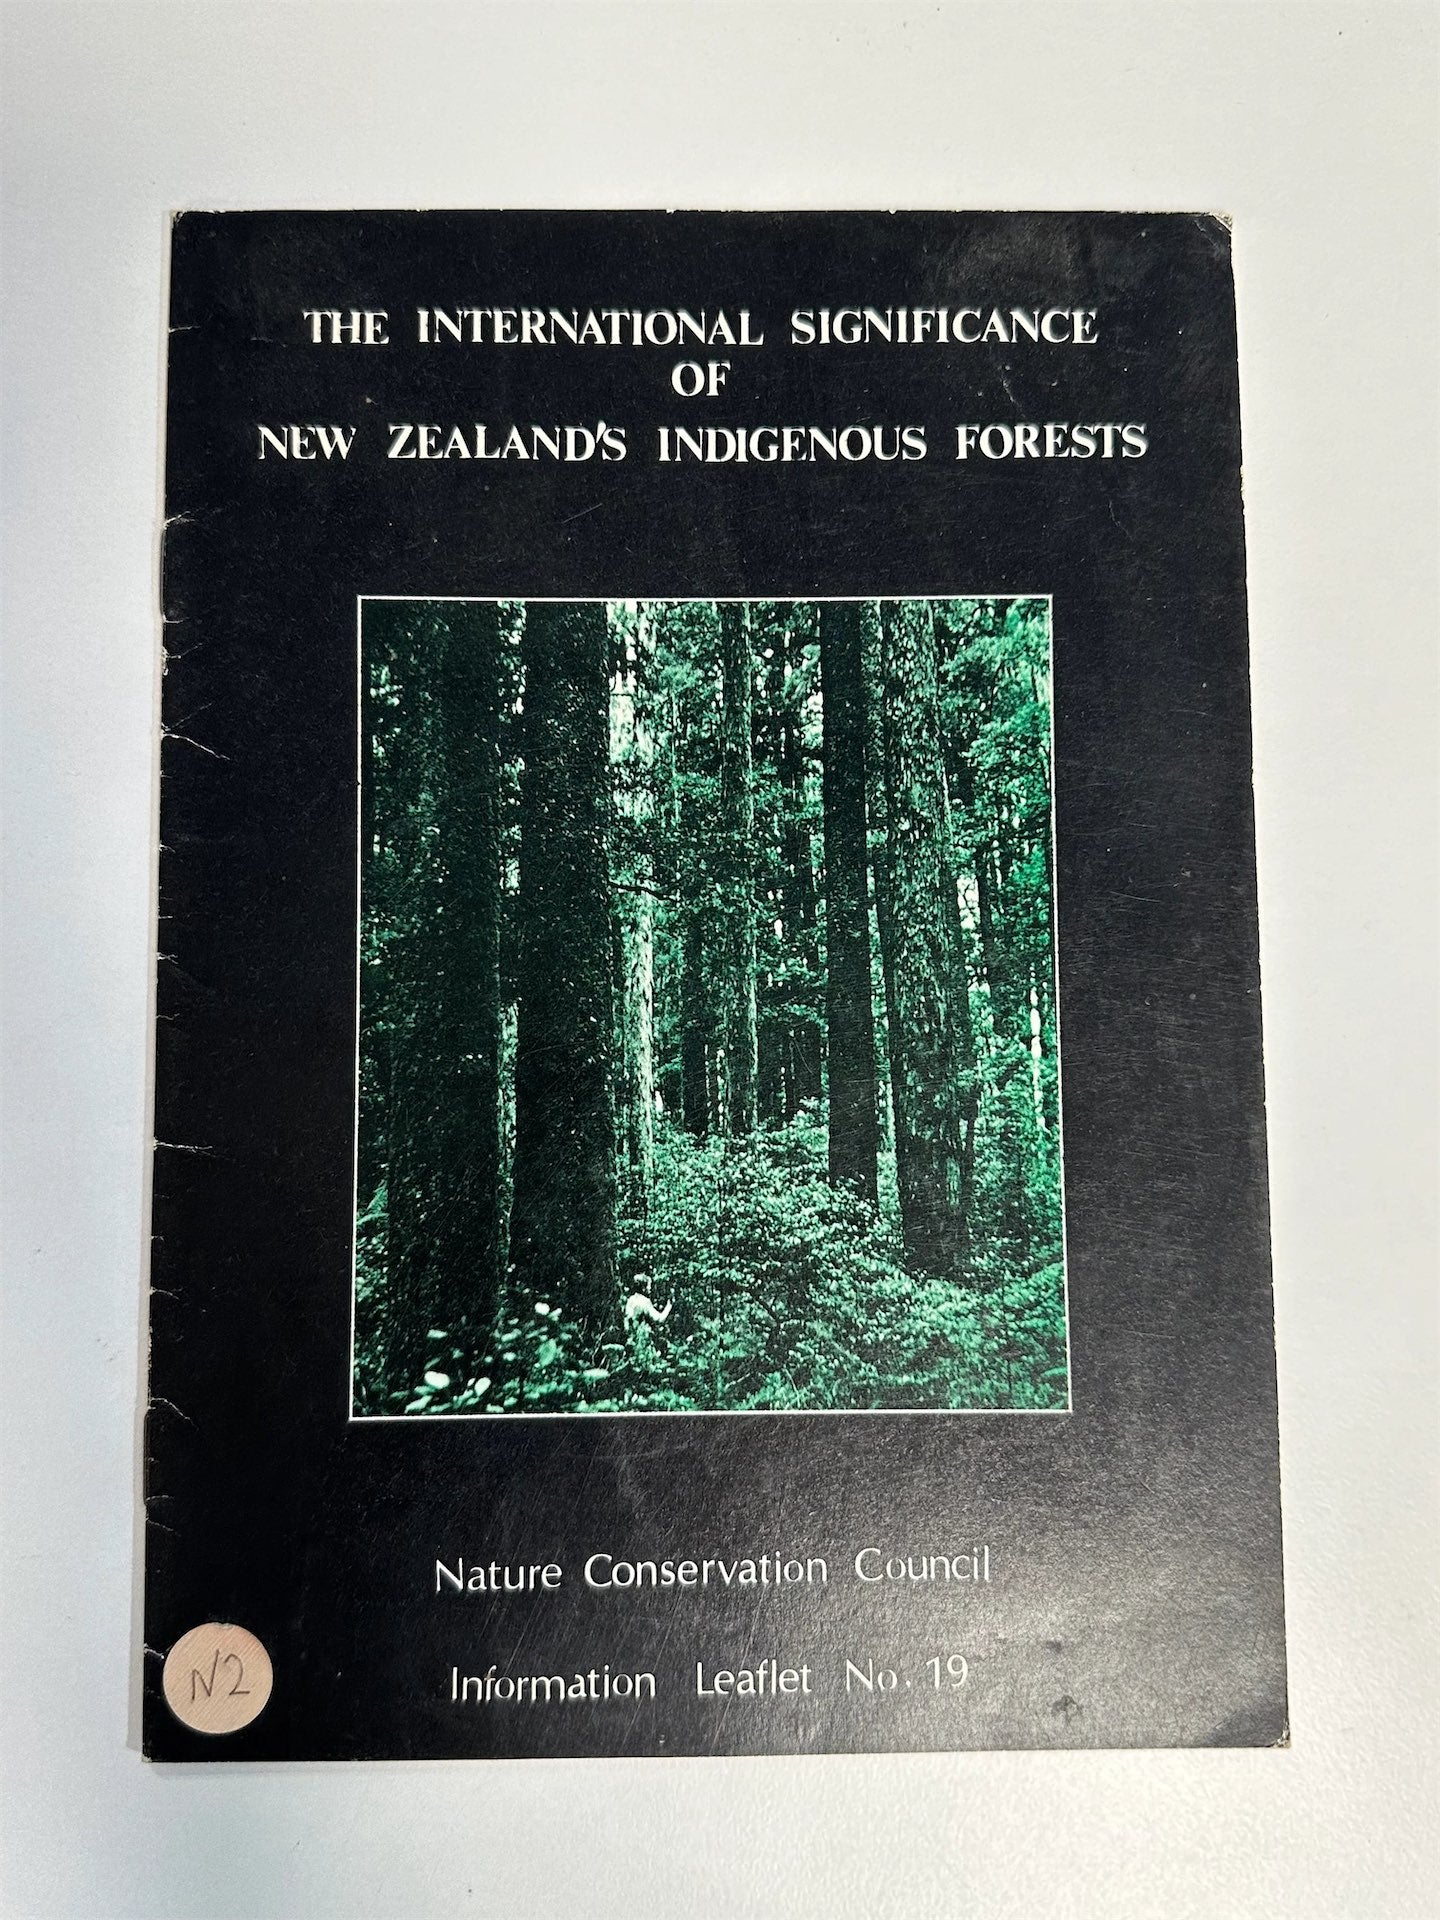 THE INTERNATIONAL SIGNIFICANCE
OF
NEW ZEALAND'S INDIGENOUS FORESTS
Nature Conservation Council
Information Leaflet No. 19
N2